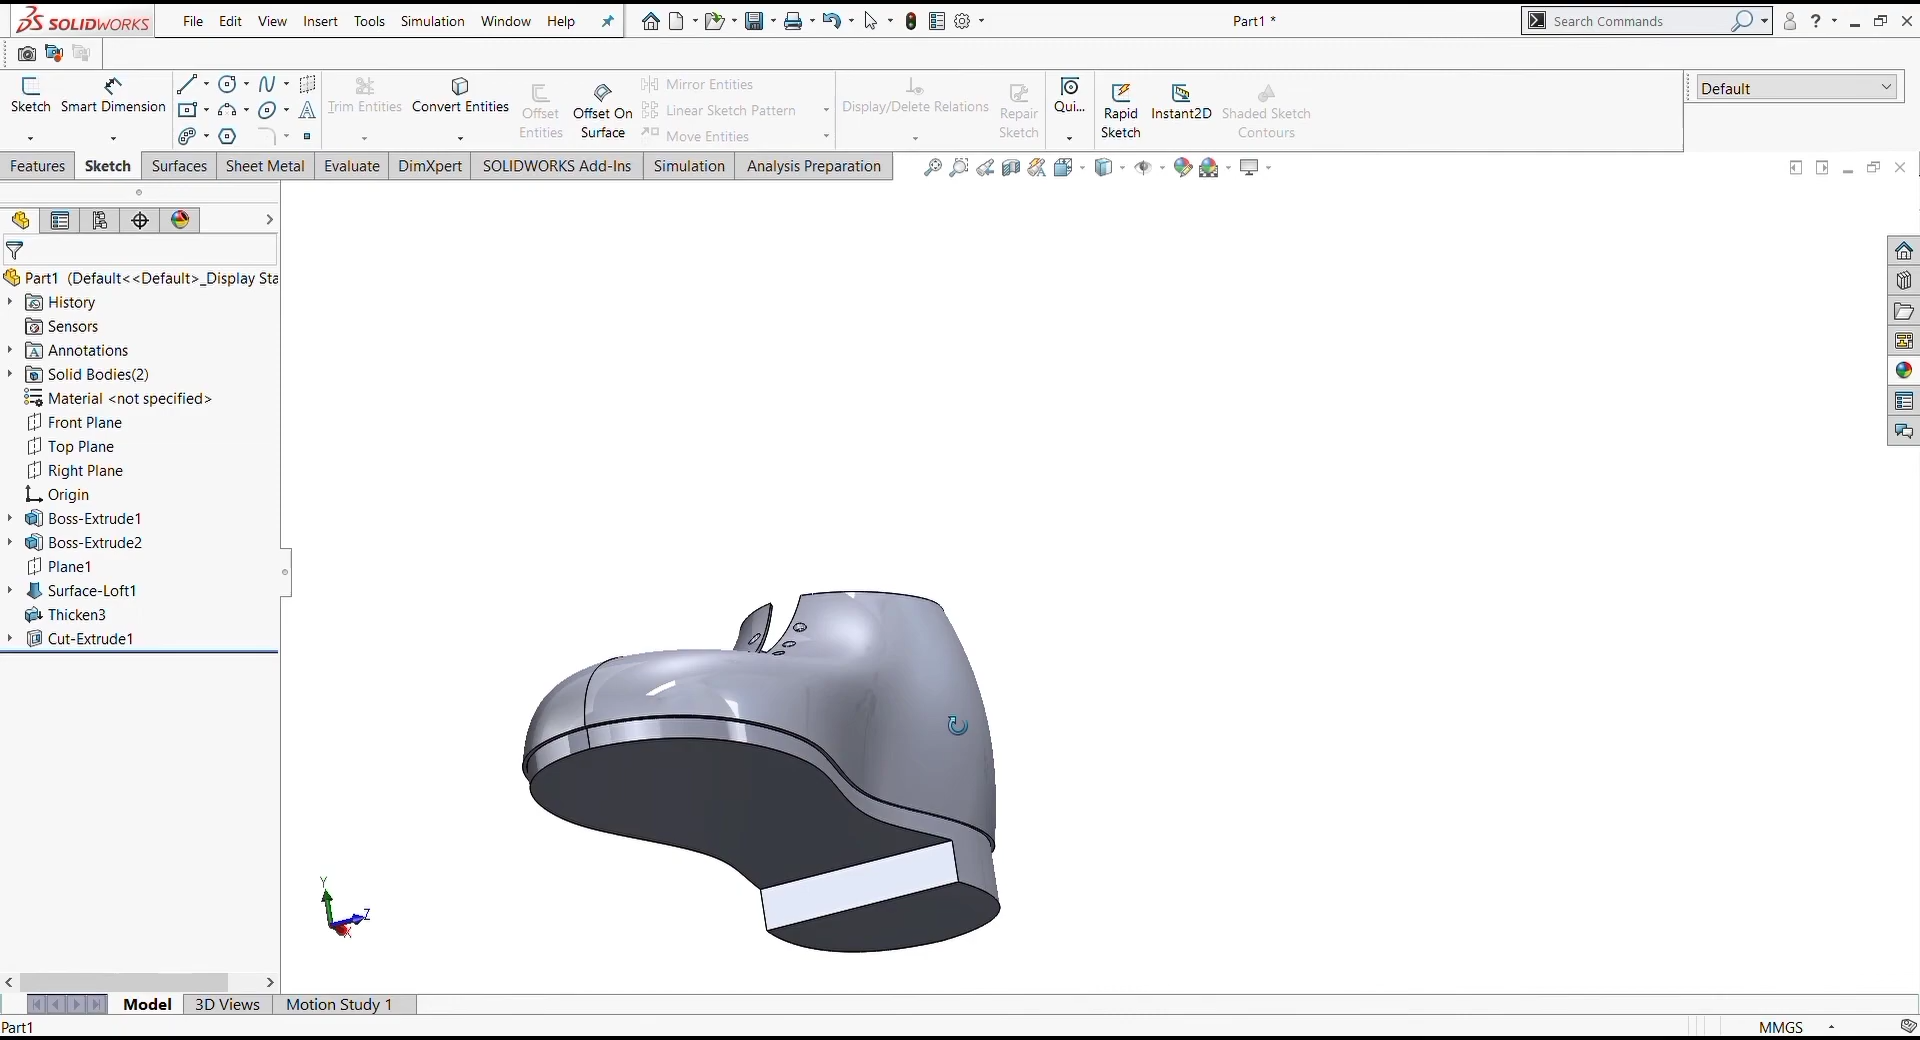 SOLIDWORKS File Edit View Insert Tools Simulation Window Help Part1 * Search Commands ?
Sketch Smart Dimension Trim Entities Convert Entities Offset Entities Offset On Surface Mirror Entities Linear Sketch Pattern Move Entities Display/Delete Relations Repair Sketch Qui... Rapid Sketch Instant2D Shaded Sketch Contours Default
Features Sketch Surfaces Sheet Metal Evaluate DimXpert SOLIDWORKS Add-Ins Simulation Analysis Preparation
Part1 (Default<<Default>_Display Sta
History
Sensors
Annotations
Solid Bodies(2)
Material <not specified>
Front Plane
Top Plane
Right Plane
Origin
Boss-Extrude1
Boss-Extrude2
Plane1
Surface-Loft1
Thicken3
Cut-Extrude1
Y
Z
X
Model 3D Views Motion Study 1
Part1 MMGS